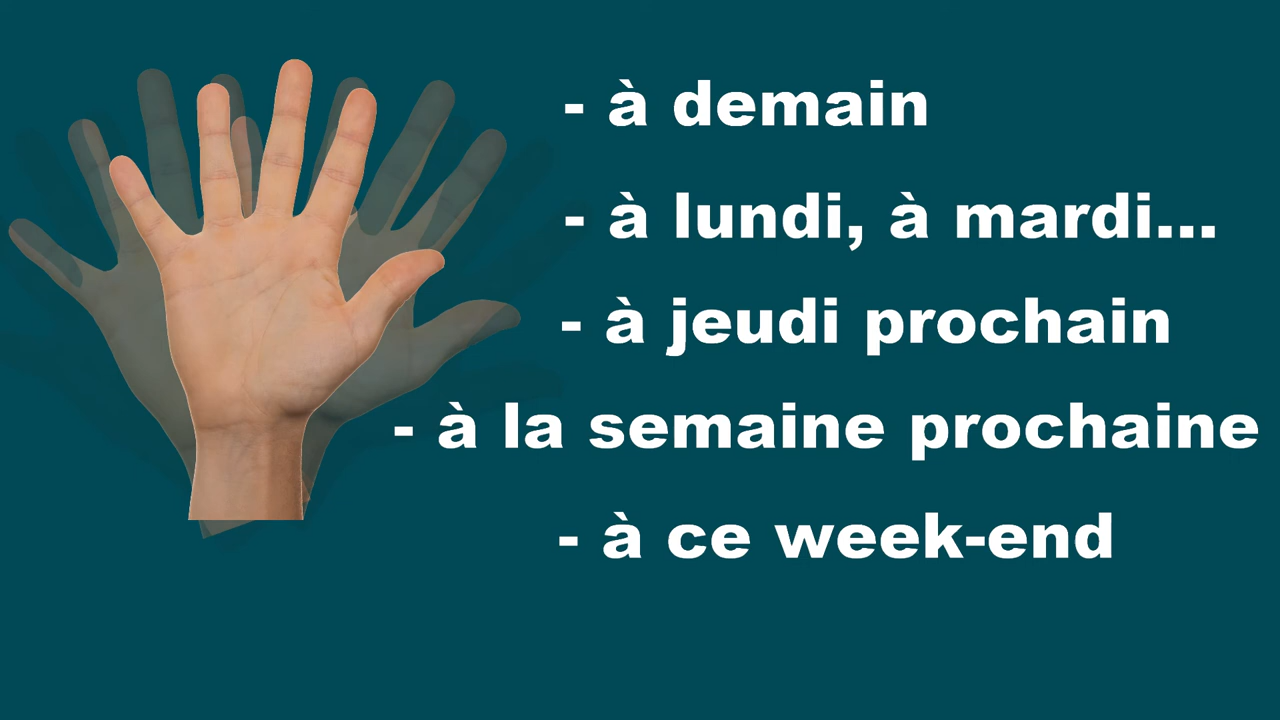 - à demain
- à lundi, à mardi...
- à jeudi prochain
- à la semaine prochaine
- à ce week-end